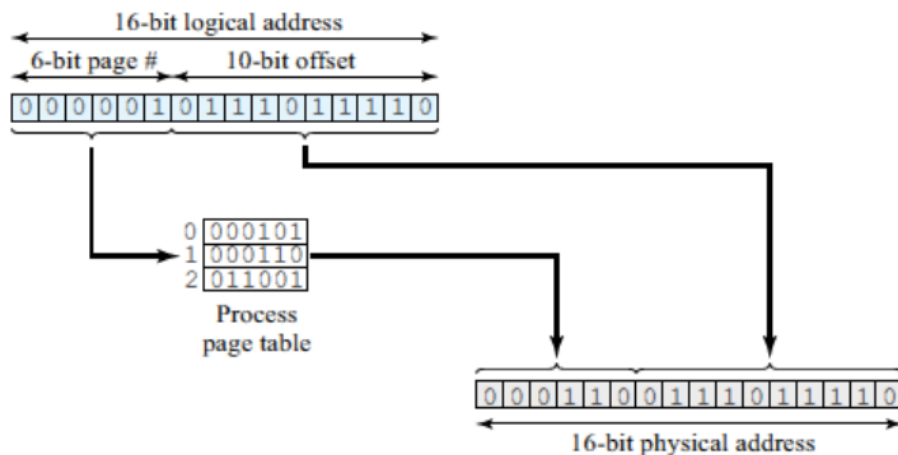 16-bit logical address
6-bit page # 10-bit offset
0 0 0 0 0 1 0 1 1 1 0 1 1 1 1 0
0 000101
1 000110
2 011001
Process
page table
0 0 0 1 1 0 0 1 1 1 0 1 1 1 1 0
16-bit physical address